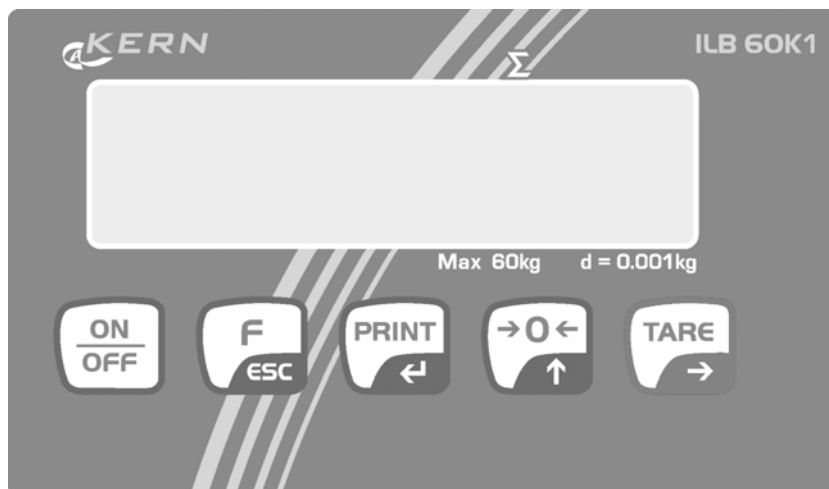 KERN
ILB 60K1
Σ
Max 60kg d = 0.001kg
ON
OFF
F
ESC
PRINT
→0←
TARE